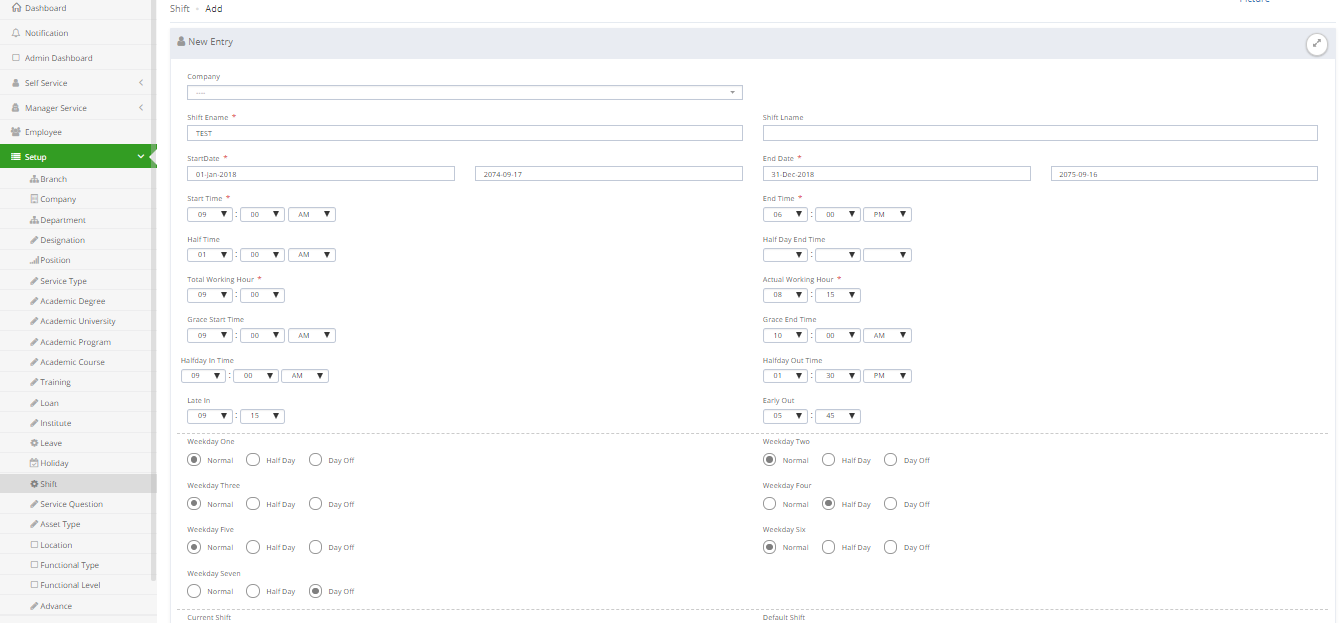 Picture
Dashboard
Notification
Admin Dashboard
Self Service
Manager Service
Employee
Setup
Branch
Company
Department
Designation
Position
Service Type
Academic Degree
Academic University
Academic Program
Academic Course
Training
Loan
Institute
Leave
Holiday
Shift
Service Question
Asset Type
Location
Functional Type
Functional Level
Advance
Shift - Add
New Entry
Company
----
Shift Ename * Shift Lname
TEST
StartDate * End Date *
01-Jan-2018 2074-09-17 31-Dec-2018 2075-09-16
Start Time * End Time *
09 : 00 AM 06 : 00 PM
Half Time Half Day End Time
01 : 00 AM :
Total Working Hour * Actual Working Hour *
09 : 00 08 : 15
Grace Start Time Grace End Time
09 : 00 AM 10 : 00 AM
Halfday In Time Halfday Out Time
09 : 00 AM 01 : 30 PM
Late In Early Out
09 : 15 05 : 45
Weekday One Weekday Two
Normal Half Day Day Off Normal Half Day Day Off
Weekday Three Weekday Four
Normal Half Day Day Off Normal Half Day Day Off
Weekday Five Weekday Six
Normal Half Day Day Off Normal Half Day Day Off
Weekday Seven
Normal Half Day Day Off
Current Shift Default Shift